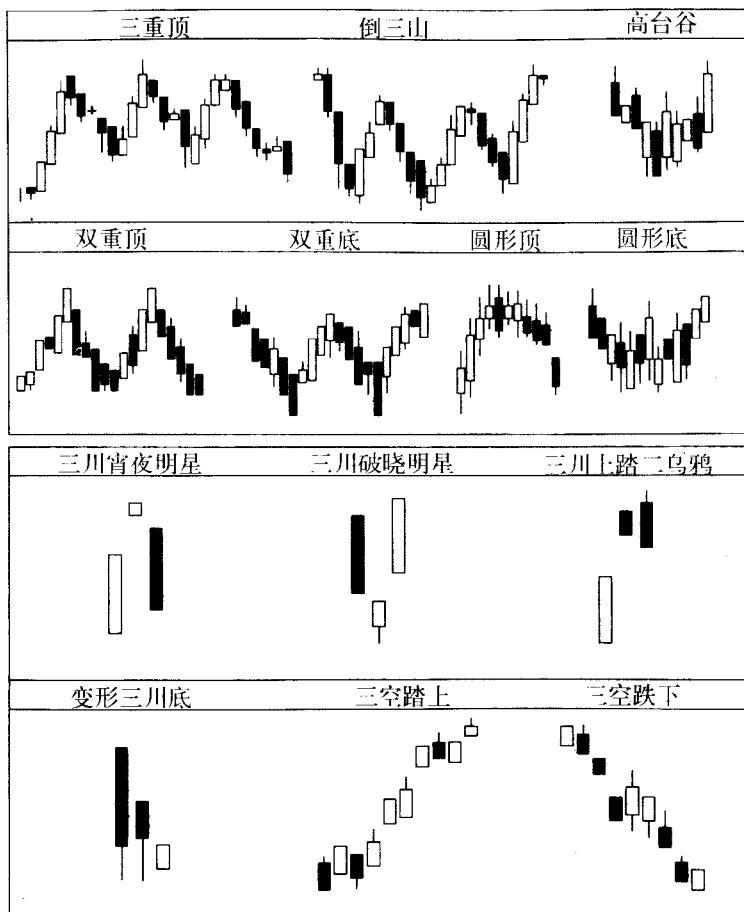 三重顶 倒三山 高台谷
双重顶 双重底 圆形顶 圆形底
三川宵夜明星 三川破晓明星 三川上踏二乌鸦
变形三川底 三空踏上 三空跌下